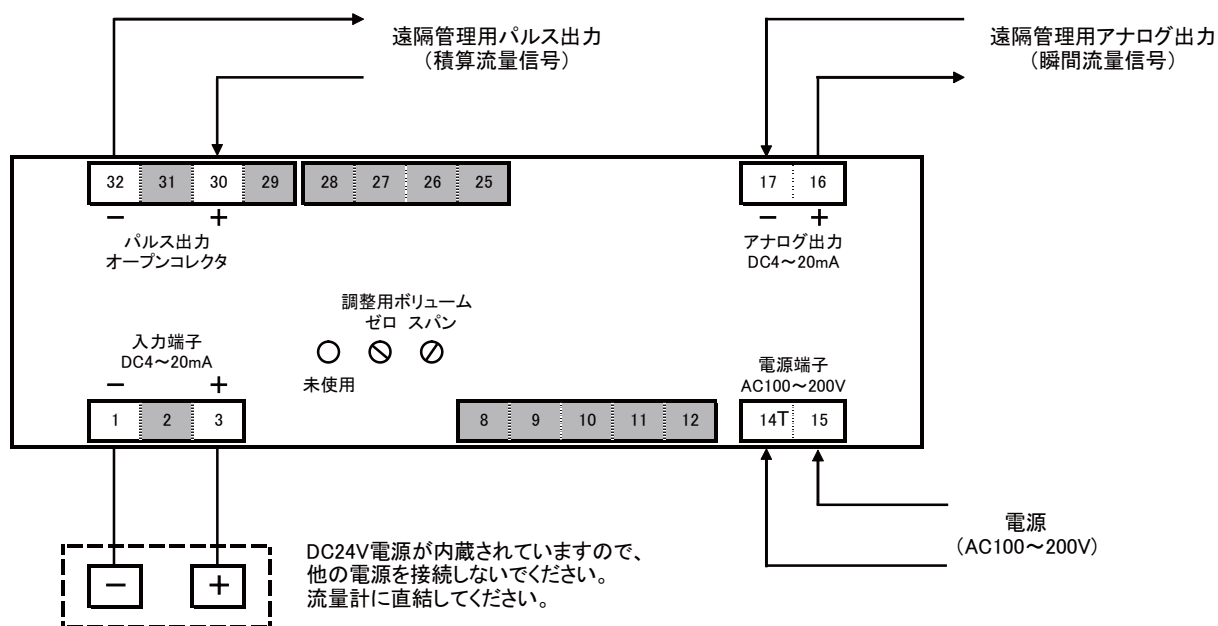 遠隔管理用パルス出力
（積算流量信号）
遠隔管理用アナログ出力
（瞬間流量信号）
32 31 30 29 28 27 26 25 17 16
− + − +
パルス出力
オープンコレクタ
アナログ出力
DC4～20mA
調整用ボリューム
ゼロ スパン
未使用
入力端子
DC4～20mA
− +
電源端子
AC100～200V
1 2 3 8 9 10 11 12 14T 15
電源
（AC100～200V）
− +
DC24V電源が内蔵されていますので、
他の電源を接続しないでください。
流量計に直結してください。